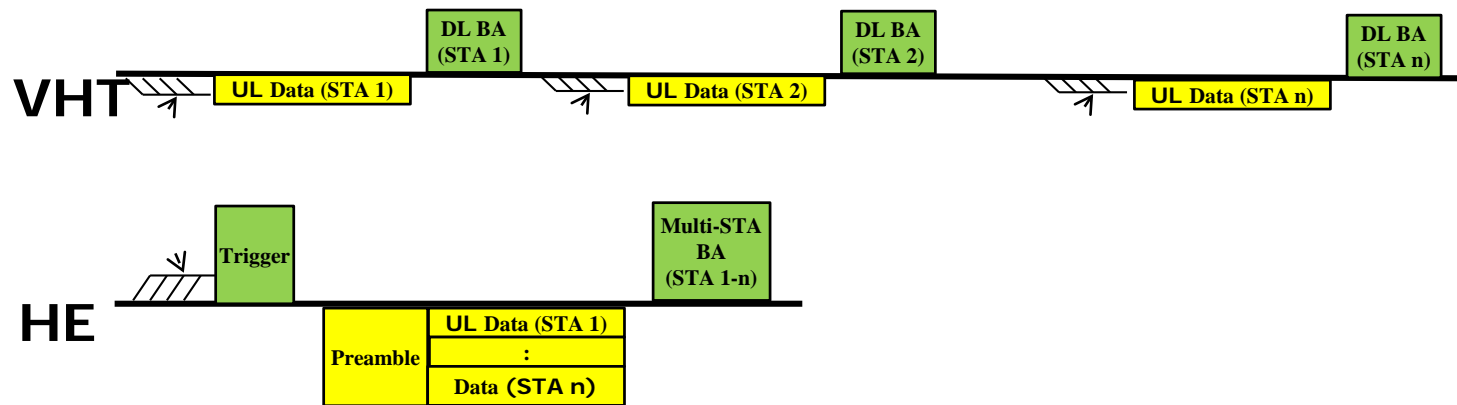 DL BA
(STA 1)
DL BA
(STA 2)
DL BA
(STA n)
VHT
UL Data (STA 1)
UL Data (STA 2)
UL Data (STA n)
Trigger
Multi-STA
BA
(STA 1-n)
HE
Preamble
UL Data (STA 1)
:
Data (STA n)